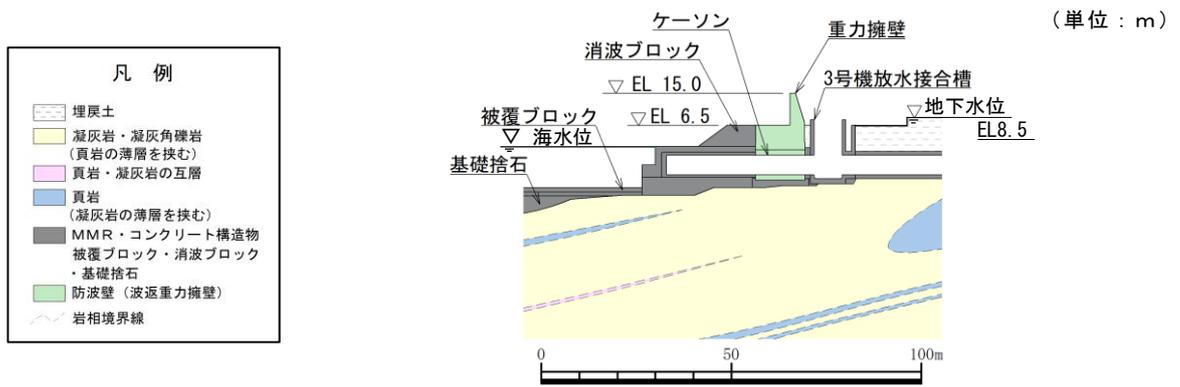 (単位:m)
凡 例
埋戻土
凝灰岩・凝灰角礫岩
(頁岩の薄層を挟む)
頁岩・凝灰岩の互層
頁岩
(凝灰岩の薄層を挟む)
MMR・コンクリート構造物
被覆ブロック・消波ブロック
・基礎捨石
防波壁(波返重力擁壁)
岩相境界線
ケーソン
重力擁壁
消波ブロック
3号機放水接合槽
▽ EL 15.0
▽ 地下水位
EL8.5
被覆ブロック
▽ EL 6.5
▽ 海水位
基礎捨石
0 50 100m